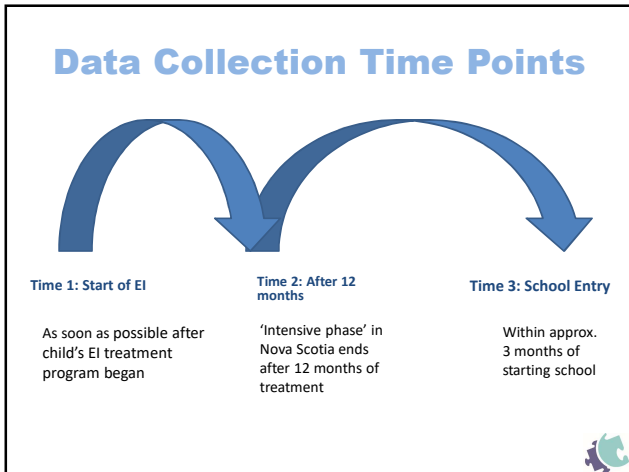 Data Collection Time Points
Time 1: Start of EI
As soon as possible after
child's EI treatment
program began
Time 2: After 12
months
‘Intensive phase’ in
Nova Scotia ends
after 12 months of
treatment
Time 3: School Entry
Within approx.
3 months of
starting school